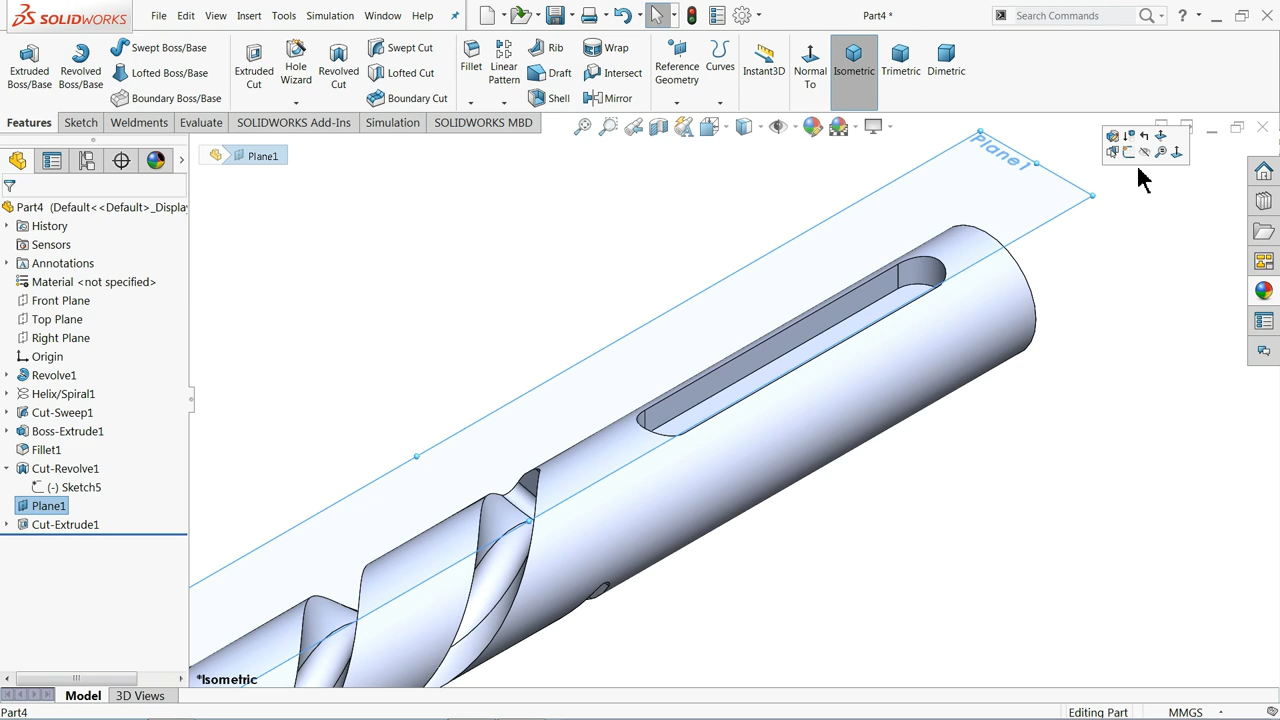 SOLIDWORKS
File Edit View Insert Tools Simulation Window Help
Part4 *
Search Commands
Extruded Boss/Base
Revolved Boss/Base
Swept Boss/Base
Lofted Boss/Base
Boundary Boss/Base
Extruded Cut
Hole Wizard
Revolved Cut
Swept Cut
Lofted Cut
Boundary Cut
Fillet
Linear Pattern
Rib
Draft
Shell
Wrap
Intersect
Mirror
Reference Geometry
Curves
Instant3D
Normal To
Isometric
Trimetric
Dimetric
Features Sketch Weldments Evaluate SOLIDWORKS Add-Ins Simulation SOLIDWORKS MBD
Plane1
Plane1
Part4 (Default<<Default>_Display
History
Sensors
Annotations
Material <not specified>
Front Plane
Top Plane
Right Plane
Origin
Revolve1
Helix/Spiral1
Cut-Sweep1
Boss-Extrude1
Fillet1
Cut-Revolve1
(-) Sketch5
Plane1
Cut-Extrude1
*Isometric
Model 3D Views
Part4
Editing Part
MMGS